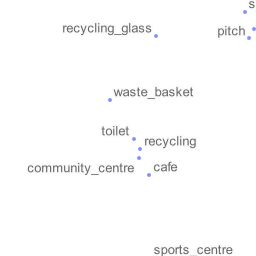 s
recycling_glass
pitch
waste_basket
toilet
recycling
community_centre
cafe
sports_centre